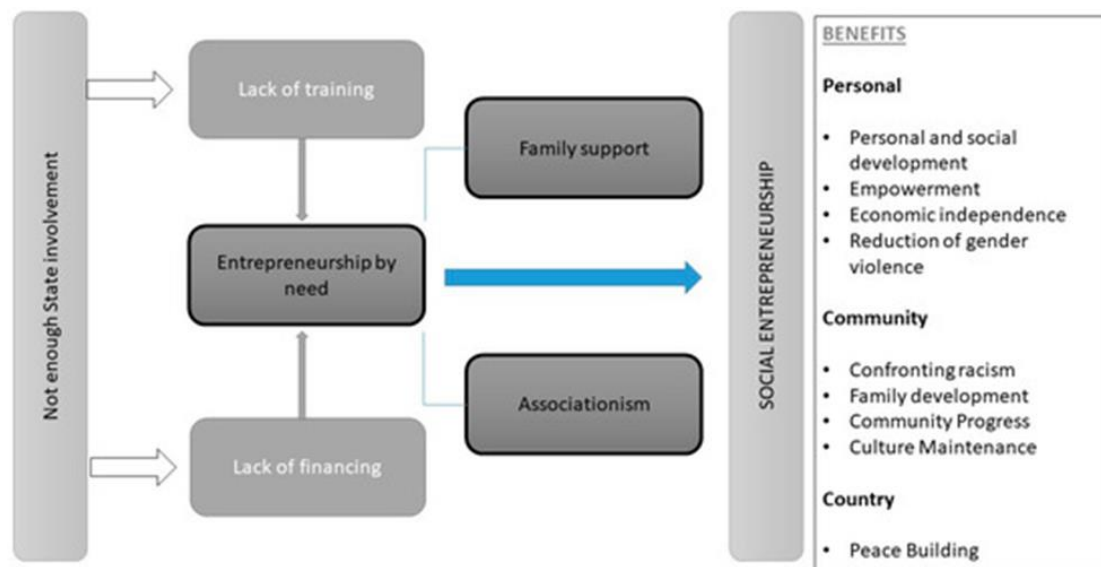 Not enough State involvement
Lack of training
Entrepreneurship by
need
Lack of financing
Family support
Associationism
SOCIAL ENTREPRENEURSHIP
BENEFITS
Personal
• Personal and social
development
• Empowerment
• Economic independence
• Reduction of gender
violence
Community
• Confronting racism
• Family development
• Community Progress
• Culture Maintenance
Country
• Peace Building